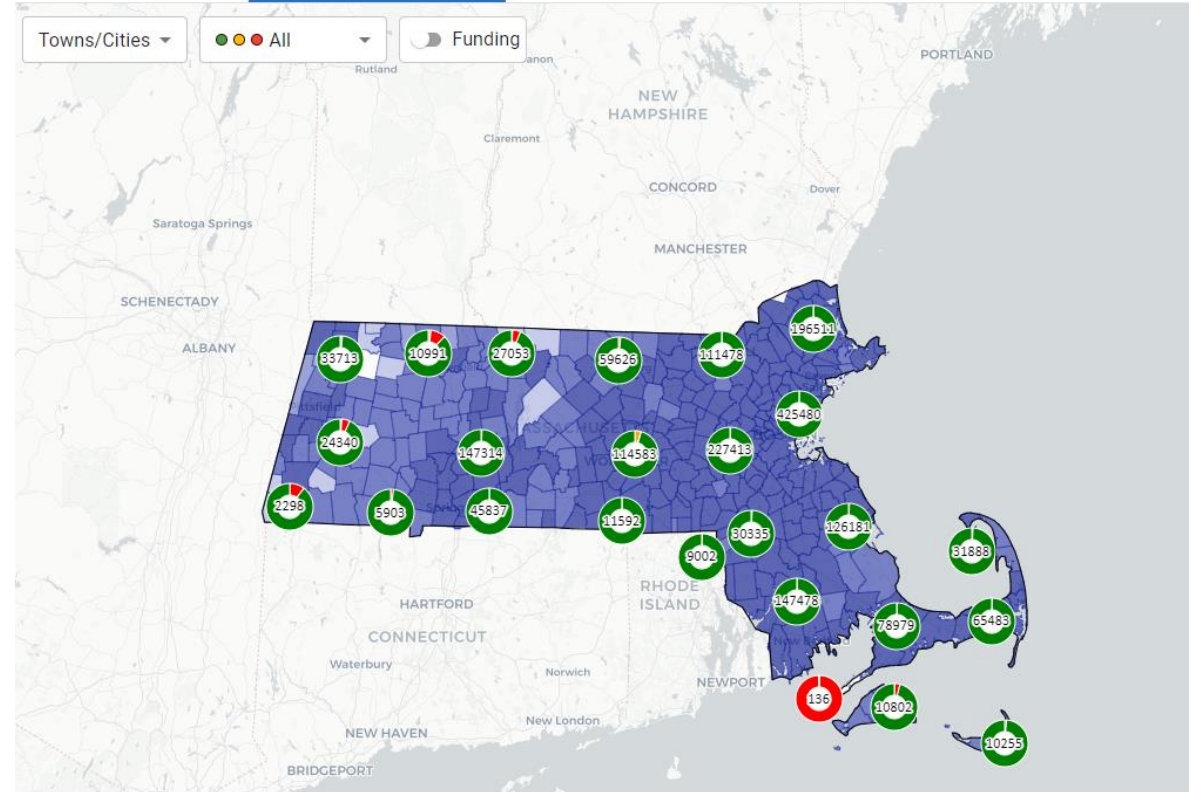 Towns/Cities
All
Funding
Rutland
PORTLAND
NEW
HAMPSHIRE
Claremont
CONCORD
Dover
Saratoga Springs
MANCHESTER
SCHENECTADY
ALBANY
196511
33713
10991
27053
59626
111478
425480
24340
147314
114583
227413
2298
5903
45837
11592
30335
126181
9002
31888
RHODE
ISLAND
HARTFORD
147478
78979
65483
CONNECTICUT
Waterbury
Norwich
NEWPORT
136
10802
New London
NEW HAVEN
10255
BRIDGEPORT